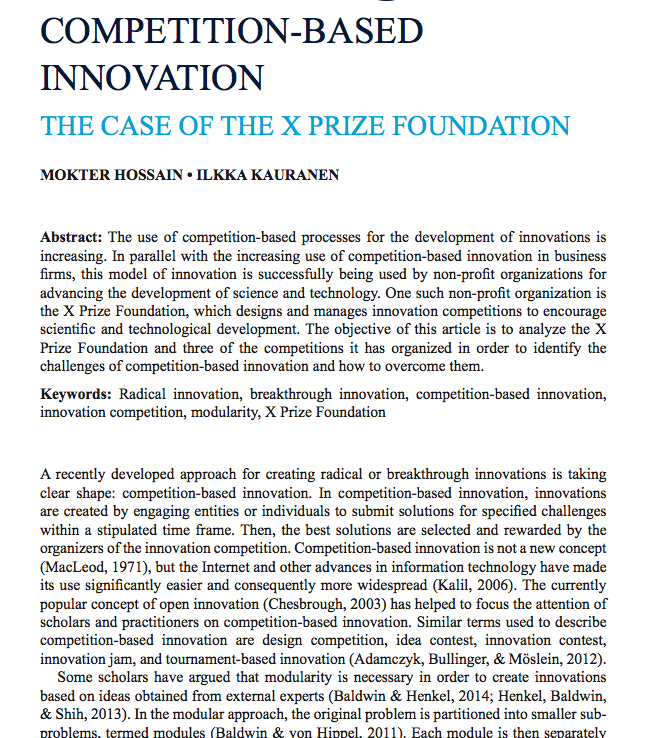 COMPETITION-BASED
INNOVATION
THE CASE OF THE X PRIZE FOUNDATION
MOKTER HOSSAIN • ILKKA KAURANEN
Abstract: The use of competition-based processes for the development of innovations is
increasing. In parallel with the increasing use of competition-based innovation in business
firms, this model of innovation is successfully being used by non-profit organizations for
advancing the development of science and technology. One such non-profit organization is
the X Prize Foundation, which designs and manages innovation competitions to encourage
scientific and technological development. The objective of this article is to analyze the X
Prize Foundation and three of the competitions it has organized in order to identify the
challenges of competition-based innovation and how to overcome them.
Keywords: Radical innovation, breakthrough innovation, competition-based innovation,
innovation competition, modularity, X Prize Foundation
A recently developed approach for creating radical or breakthrough innovations is taking
clear shape: competition-based innovation. In competition-based innovation, innovations
are created by engaging entities or individuals to submit solutions for specified challenges
within a stipulated time frame. Then, the best solutions are selected and rewarded by the
organizers of the innovation competition. Competition-based innovation is not a new concept
(MacLeod, 1971), but the Internet and other advances in information technology have made
its use significantly easier and consequently more widespread (Kalil, 2006). The currently
popular concept of open innovation (Chesbrough, 2003) has helped to focus the attention of
scholars and practitioners on competition-based innovation. Similar terms used to describe
competition-based innovation are design competition, idea contest, innovation contest,
innovation jam, and tournament-based innovation (Adamczyk, Bullinger, & Möslein, 2012).
Some scholars have argued that modularity is necessary in order to create innovations
based on ideas obtained from external experts (Baldwin & Henkel, 2014; Henkel, Baldwin,
& Shih, 2013). In the modular approach, the original problem is partitioned into smaller sub-
problems, termed modules (Baldwin & von Hippel, 2011). Each module is then separately